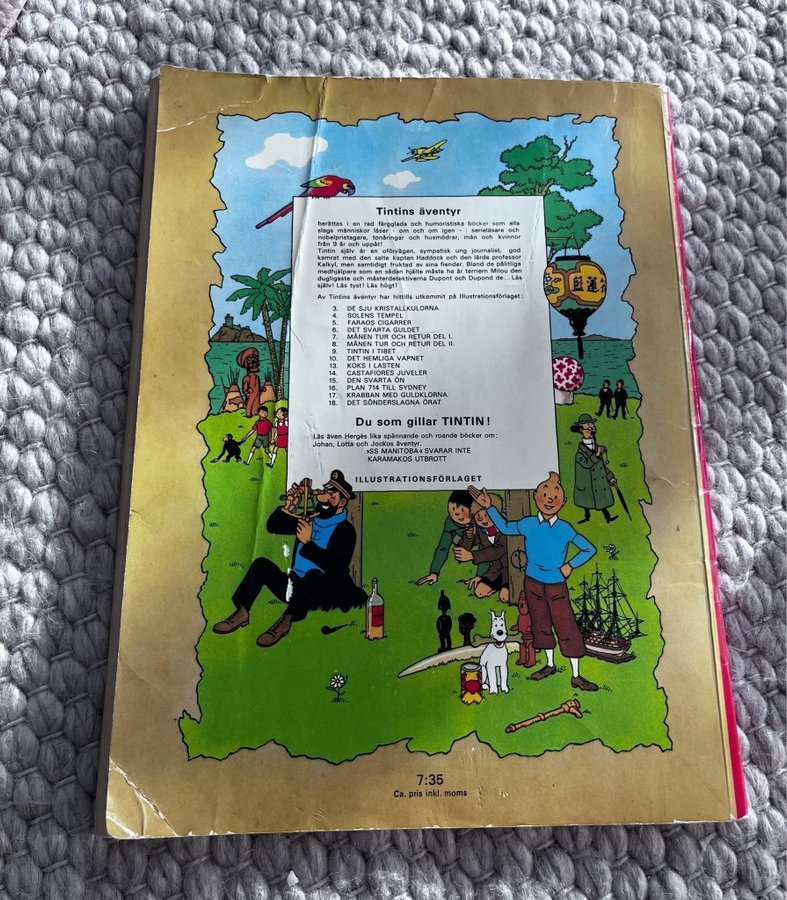 Tintins äventyr
berättas i en rad färgglada och humoristiska böcker som alla
slags människor läser - om och om igen - : serieläsare och
nobelpristagare, tonåringar och husmödrar, män och kvinnor
från 9 år och uppåt!
Tintin själv är en oförvägen, sympatisk ung journalist, god
kamrat med den salte kapten Haddock och den lärde professor
Kalkyl, men samtidigt fruktad av sina fiender. Bland de pålitliga
medhjälpare som en sådan hjälte måste ha är terriern Milou den
dugligaste och mästerdetektiverna Dupont och Dupond de... Läs
själv! Läs tyst! Läs högt!
Av Tintins äventyr har hittills utkommit på Illustrationsförlaget:
3. DE SJU KRISTALLKULORNA
4. SOLENS TEMPEL
5. FARAOS CIGARRER
6. DET SVARTA GULDET
7. MÅNEN TUR OCH RETUR DEL I.
8. MÅNEN TUR OCH RETUR DEL II.
9. TINTIN I TIBET
10. DET HEMLIGA VAPNET
13. KOKS I LASTEN
14. CASTAFIORES JUVELER
15. DEN SVARTA ÖN
16. PLAN 714 TILL SYDNEY
17. KRABBAN MED GULDKLORNA
18. DET SÖNDERSLAGNA ÖRAT
Du som gillar TINTIN!
Läs även Hergés lika spännande och roande böcker om:
Johan, Lotta och Jockos äventyr.
»SS MANITOBA« SVARAR INTE
KARAMAKOS UTBROTT
ILLUSTRATIONSFÖRLAGET
7:35
Ca. pris inkl. moms